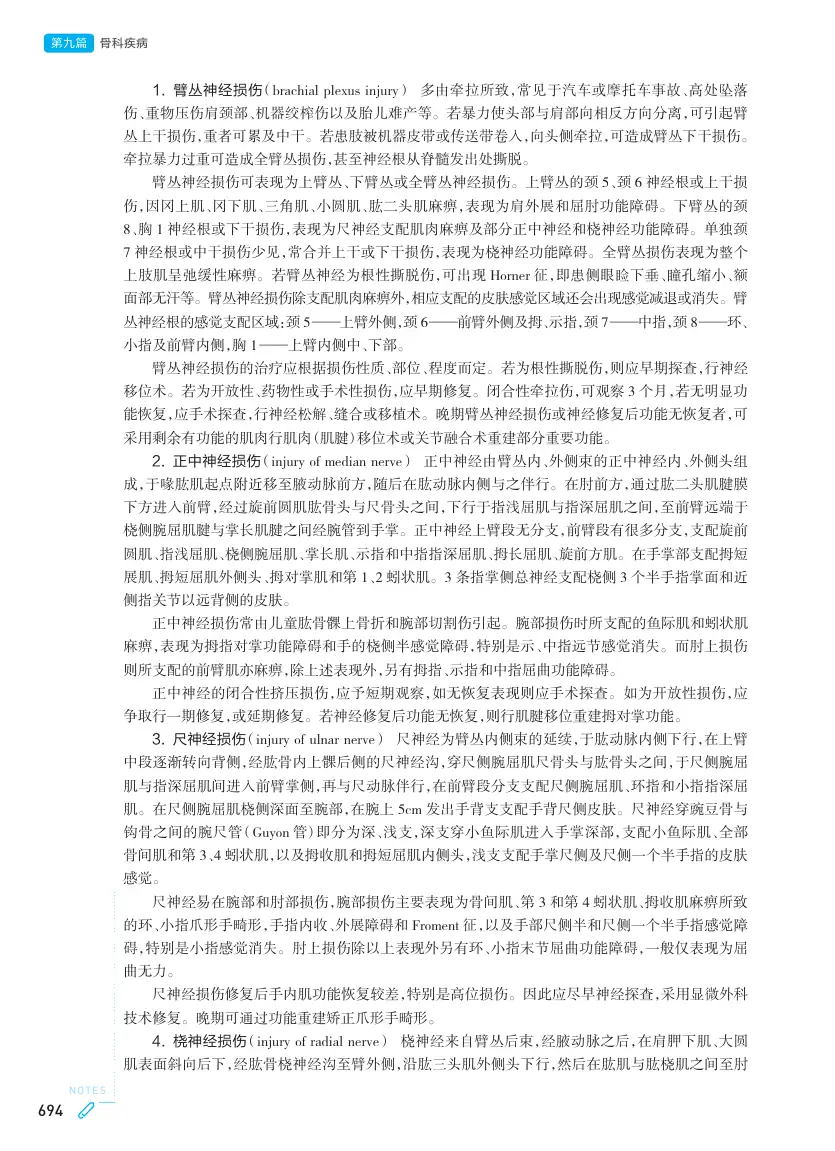 第九篇 骨科疾病
1. 臂丛神经损伤（brachial plexus injury） 多由牵拉所致，常见于汽车或摩托车事故、高处坠落
伤、重物压伤肩颈部、机器绞榨伤以及胎儿难产等。若暴力使头部与肩部向相反方向分离，可引起臂
丛上干损伤，重者可累及中干。若患肢被机器皮带或传送带卷入，向头侧牵拉，可造成臂丛下干损伤。
牵拉暴力过重可造成全臂丛损伤，甚至神经根从脊髓发出处撕脱。
臂丛神经损伤可表现为上臂丛、下臂丛或全臂丛神经损伤。上臂丛的颈 5、颈 6 神经根或上干损
伤，因冈上肌、冈下肌、三角肌、小圆肌、肱二头肌麻痹，表现为肩外展和屈肘功能障碍。下臂丛的颈
8、胸 1 神经根或下干损伤，表现为尺神经支配肌肉麻痹及部分正中神经和桡神经功能障碍。单独颈
7 神经根或中干损伤少见，常合并上干或下干损伤，表现为桡神经功能障碍。全臂丛损伤表现为整个
上肢肌呈弛缓性麻痹。若臂丛神经为根性撕脱伤，可出现 Horner 征，即患侧眼睑下垂、瞳孔缩小、额
面部无汗等。臂丛神经损伤除支配肌肉麻痹外，相应支配的皮肤感觉区域还会出现感觉减退或消失。臂
丛神经根的感觉支配区域：颈 5——上臂外侧，颈 6——前臂外侧及拇、示指，颈 7——中指，颈 8——环、
小指及前臂内侧，胸 1——上臂内侧中、下部。
臂丛神经损伤的治疗应根据损伤性质、部位、程度而定。若为根性撕脱伤，则应早期探查，行神经
移位术。若为开放性、药物性或手术性损伤，应早期修复。闭合性牵拉伤，可观察 3 个月，若无明显功
能恢复，应手术探查，行神经松解、缝合或移植术。晚期臂丛神经损伤或神经修复后功能无恢复者，可
采用剩余有功能的肌肉行肌肉（肌腱）移位术或关节融合术重建部分重要功能。
2. 正中神经损伤（injury of median nerve） 正中神经由臂丛内、外侧束的正中神经内、外侧头组
成，于喙肱肌起点附近移至腋动脉前方，随后在肱动脉内侧与之伴行。在肘前方，通过肱二头肌腱膜
下方进入前臂，经过旋前圆肌肱骨头与尺骨头之间，下行于指浅屈肌与指深屈肌之间，至前臂远端于
桡侧腕屈肌腱与掌长肌腱之间经腕管到手掌。正中神经上臂段无分支，前臂段有很多分支，支配旋前
圆肌、指浅屈肌、桡侧腕屈肌、掌长肌、示指和中指指深屈肌、拇长屈肌、旋前方肌。在手掌部支配拇短
展肌、拇短屈肌外侧头、拇对掌肌和第 1、2 蚓状肌。3 条指掌侧总神经支配桡侧 3 个半手指掌面和近
侧指关节以远背侧的皮肤。
正中神经损伤常由儿童肱骨髁上骨折和腕部切割伤引起。腕部损伤时所支配的鱼际肌和蚓状肌
麻痹，表现为拇指对掌功能障碍和手的桡侧半感觉障碍，特别是示、中指远节感觉消失。而肘上损伤
则所支配的前臂肌亦麻痹，除上述表现外，另有拇指、示指和中指屈曲功能障碍。
正中神经的闭合性挤压损伤，应予短期观察，如无恢复表现则应手术探查。如为开放性损伤，应
争取行一期修复，或延期修复。若神经修复后功能无恢复，则行肌腱移位重建拇对掌功能。
3. 尺神经损伤（injury of ulnar nerve） 尺神经为臂丛内侧束的延续，于肱动脉内侧下行，在上臂
中段逐渐转向背侧，经肱骨内上髁后侧的尺神经沟，穿尺侧腕屈肌尺骨头与肱骨头之间，于尺侧腕屈
肌与指深屈肌间进入前臂掌侧，再与尺动脉伴行，在前臂段分支支配尺侧腕屈肌、环指和小指指深屈
肌。在尺侧腕屈肌桡侧深面至腕部，在腕上 5cm 发出手背支支配手背尺侧皮肤。尺神经穿豌豆骨与
钩骨之间的腕尺管（Guyon 管）即分为深、浅支，深支穿小鱼际肌进入手掌深部，支配小鱼际肌、全部
骨间肌和第 3、4 蚓状肌，以及拇收肌和拇短屈肌内侧头，浅支支配手掌尺侧及尺侧一个半手指的皮肤
感觉。
尺神经易在腕部和肘部损伤，腕部损伤主要表现为骨间肌、第 3 和第 4 蚓状肌、拇收肌麻痹所致
的环、小指爪形手畸形，手指内收、外展障碍和 Froment 征，以及手部尺侧半和尺侧一个半手指感觉障
碍，特别是小指感觉消失。肘上损伤除以上表现外另有环、小指末节屈曲功能障碍，一般仅表现为屈
曲无力。
尺神经损伤修复后手内肌功能恢复较差，特别是高位损伤。因此应尽早神经探查，采用显微外科
技术修复。晚期可通过功能重建矫正爪形手畸形。
4. 桡神经损伤（injury of radial nerve） 桡神经来自臂丛后束，经腋动脉之后，在肩胛下肌、大圆
肌表面斜向后下，经肱骨桡神经沟至臂外侧，沿肱三头肌外侧头下行，然后在肱肌与肱桡肌之间至肘
NOTES
694